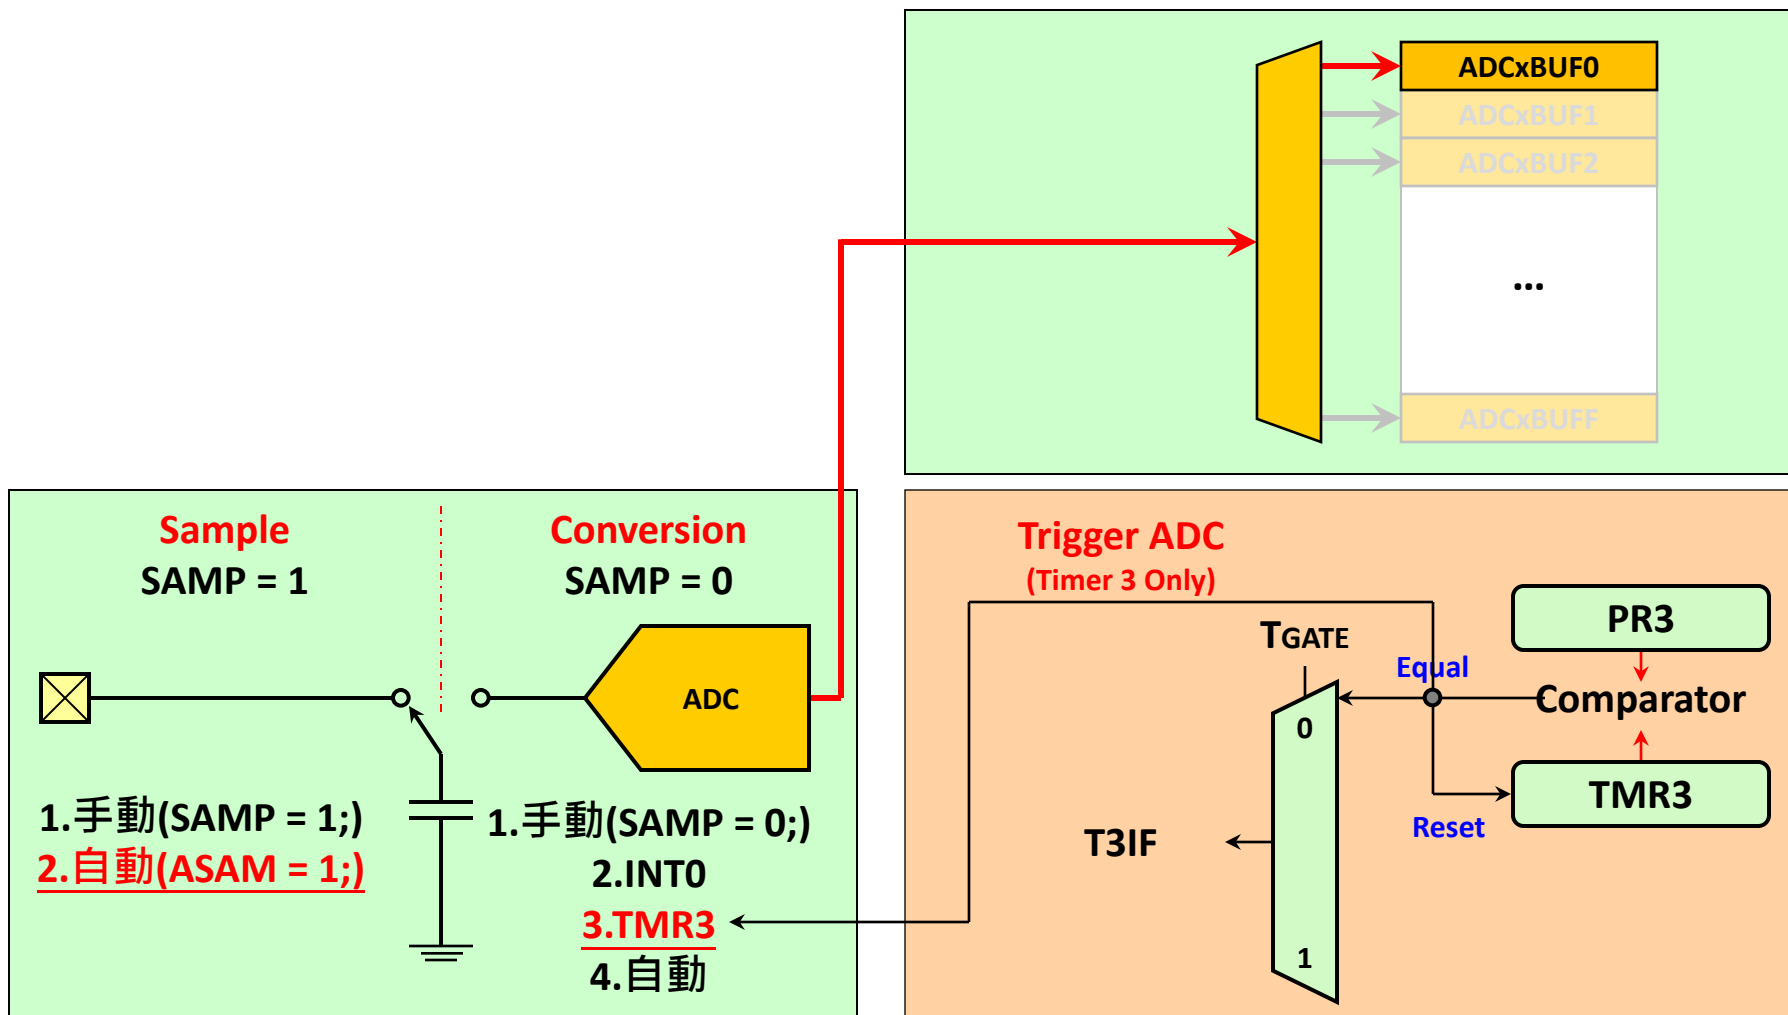 ADCxBUF0
ADCxBUF1
ADCxBUF2
...
ADCxBUFF
Sample
SAMP = 1
Conversion
SAMP = 0
ADC
1.手動(SAMP = 1;)
2.自動(ASAM = 1;)
1.手動(SAMP = 0;)
2.INT0
3.TMR3
4.自動
Trigger ADC
(Timer 3 Only)
TGATE
0
1
T3IF
Equal
Reset
PR3
Comparator
TMR3